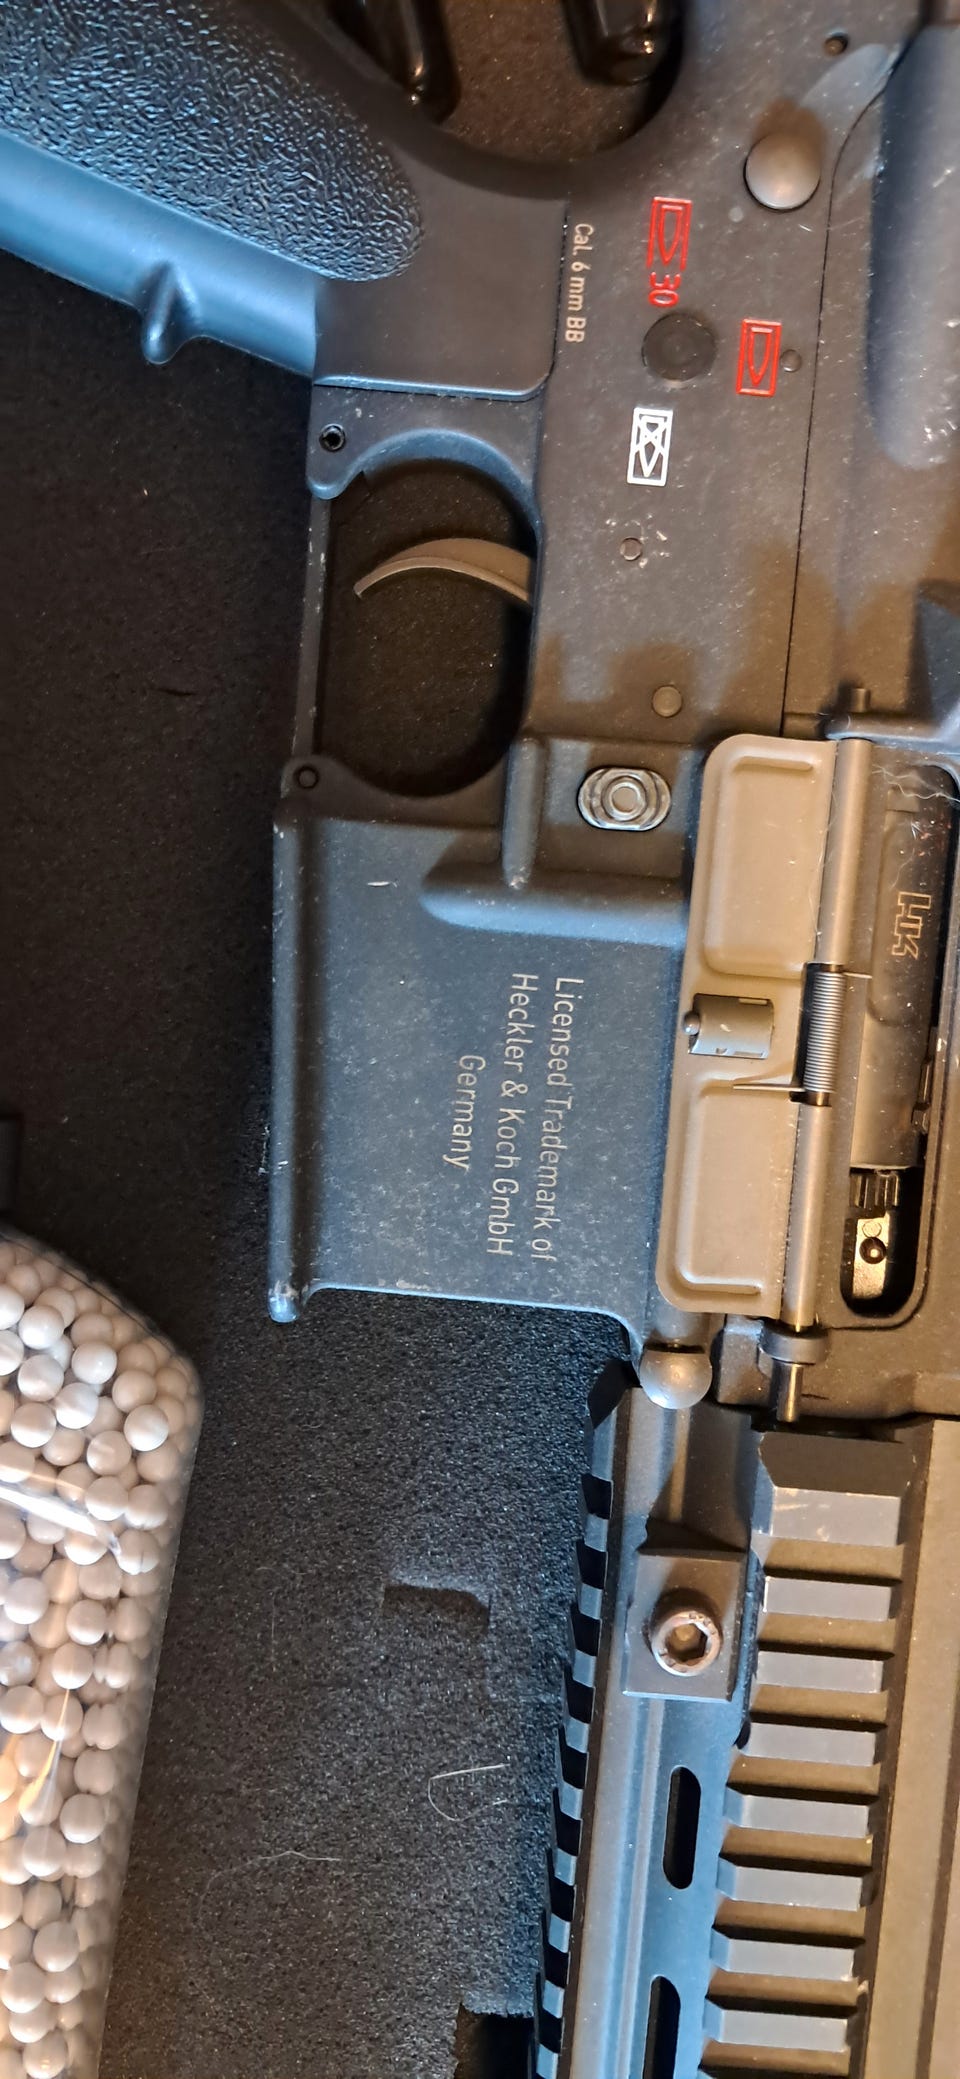 Cal. 6 mm BB
30
HK
Licensed Trademark of
Heckler & Koch GmbH
Germany